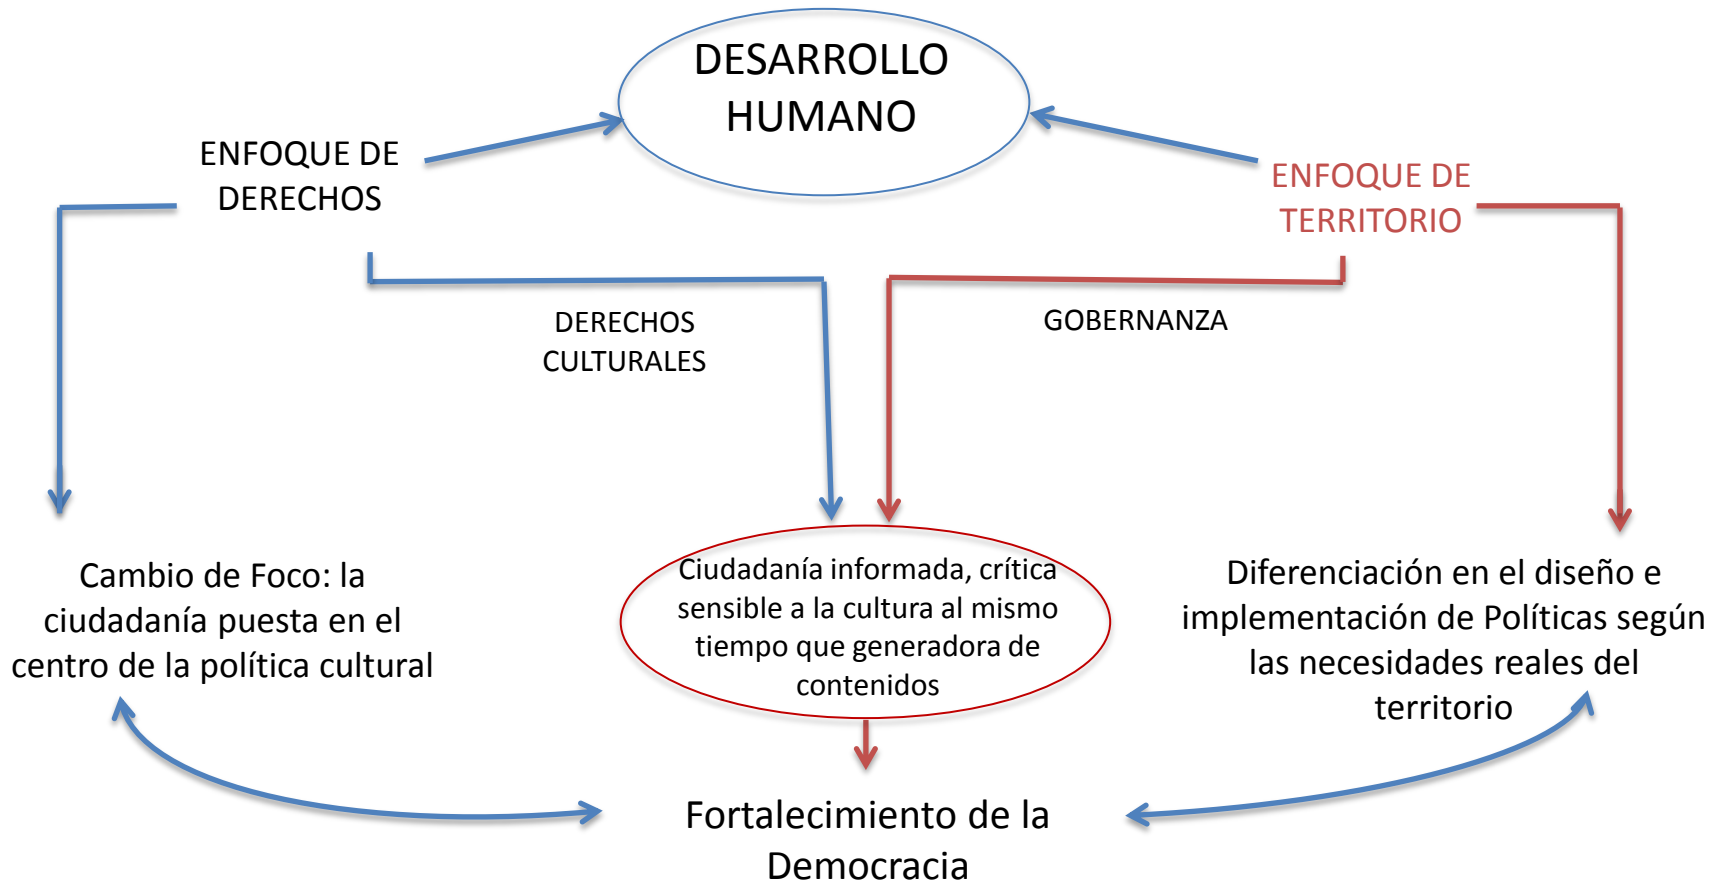 DESARROLLO
HUMANO
ENFOQUE DE
DERECHOS
ENFOQUE DE
TERRITORIO
DERECHOS
CULTURALES
GOBERNANZA
Cambio de Foco: la
ciudadanía puesta en el
centro de la política cultural
Ciudadanía informada, crítica
sensible a la cultura al mismo
tiempo que generadora de
contenidos
Diferenciación en el diseño e
implementación de Políticas según
las necesidades reales del
territorio
Fortalecimiento de la
Democracia